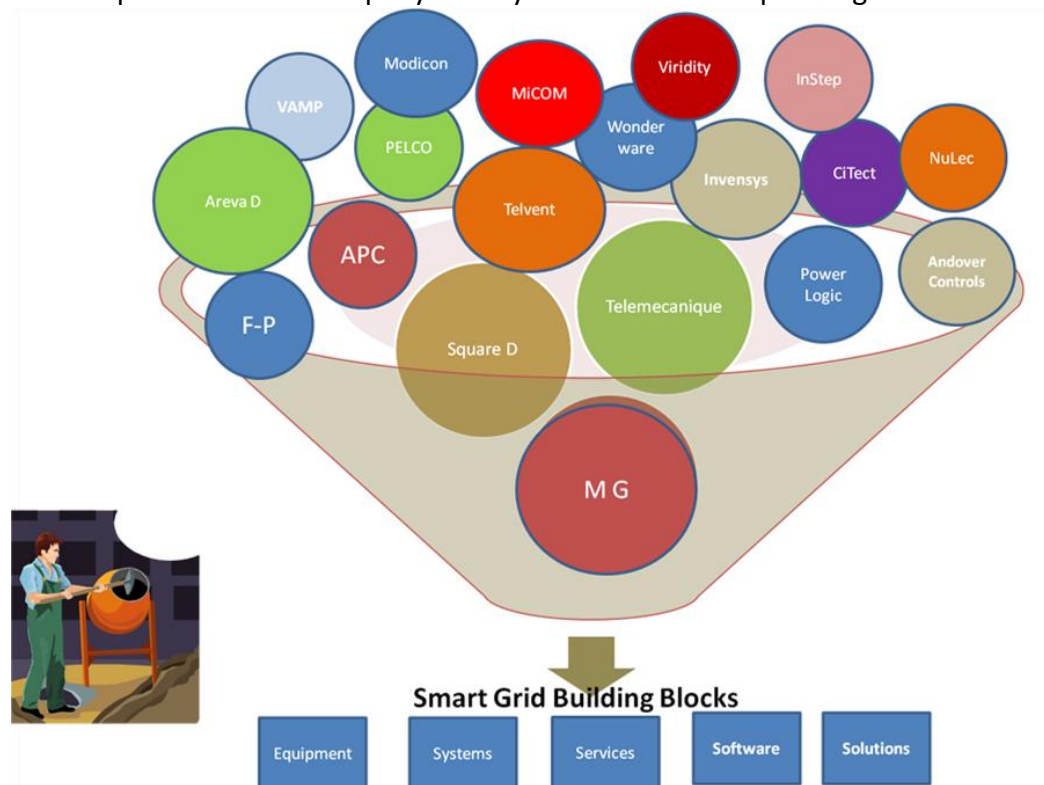 Modicon
Viridity
InStep
MiCOM
VAMP
Wonder
ware
PELCO
NuLec
CiTect
Invensys
Areva D
Telvent
APC
Andover
Controls
Power
Logic
Telemecanique
F-P
Square D
M G
Smart Grid Building Blocks
Equipment
Systems
Services
Software
Solutions